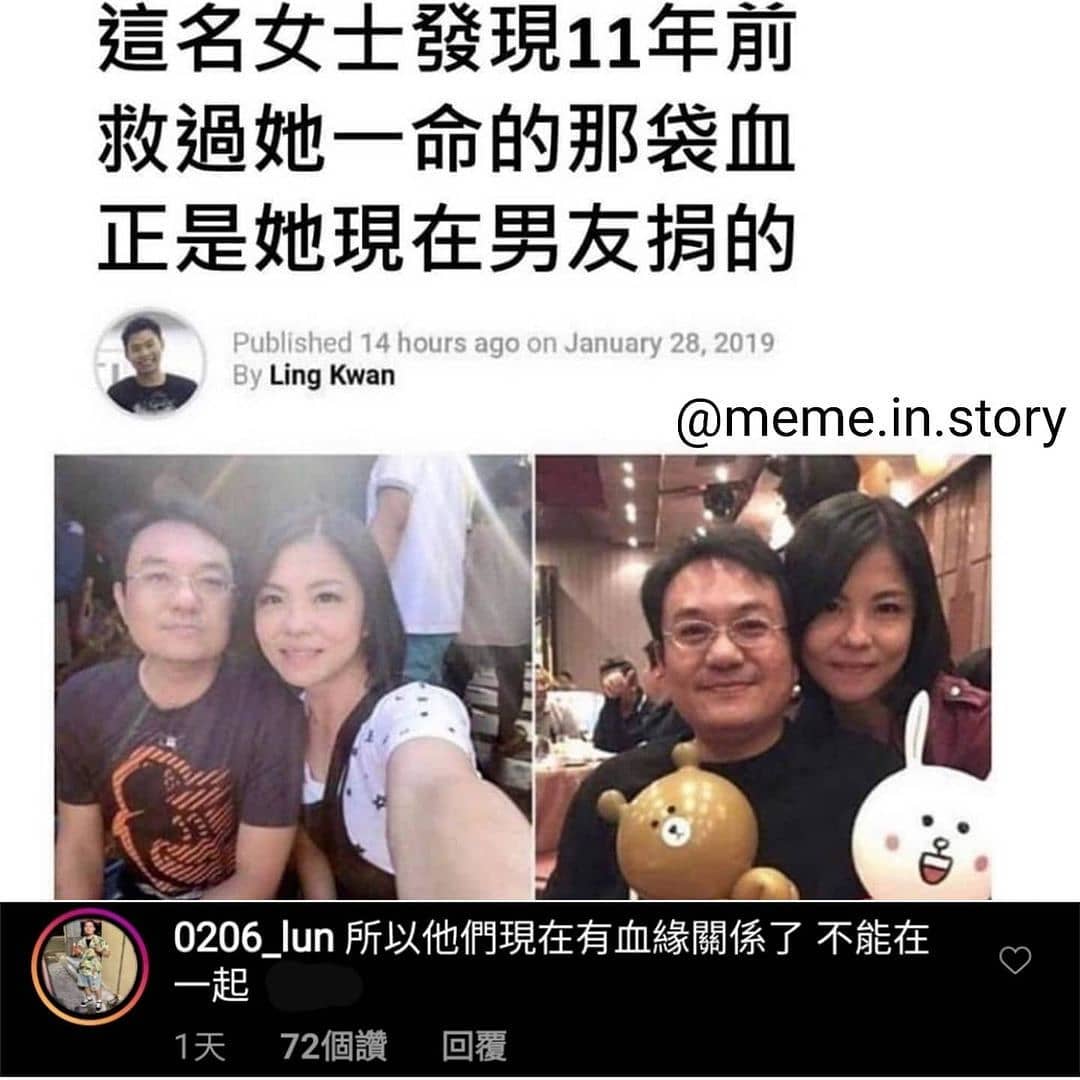 這名女士發現11年前
救過她一命的那袋血
正是她現在男友捐的
Published 14 hours ago on January 28, 2019
By Ling Kwan
@meme.in.story
0206_lun 所以他們現在有血緣關係了 不能在
一起
1天 72個讚 回覆